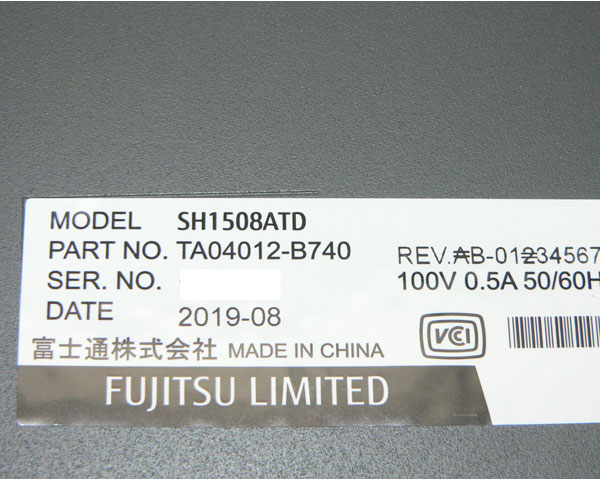 MODEL SH1508ATD
PART NO. TA04012-B740
REV.AB-01234567
SER. NO.
100V 0.5A 50/60H
DATE 2019-08
VCCI
富士通株式会社 MADE IN CHINA
FUJITSU LIMITED